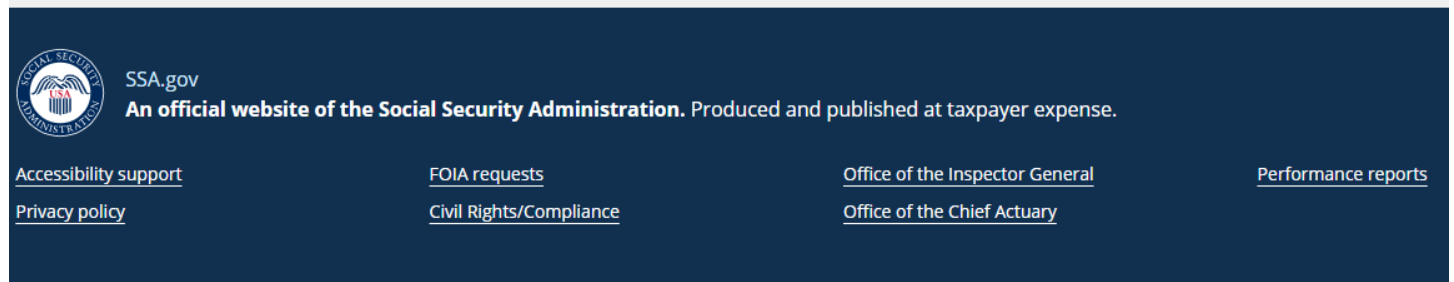 SOCIAL SECURITY ADMINISTRATION
USA
SSA.gov
An official website of the Social Security Administration. Produced and published at taxpayer expense.
Accessibility support
FOIA requests
Office of the Inspector General
Performance reports
Privacy policy
Civil Rights/Compliance
Office of the Chief Actuary